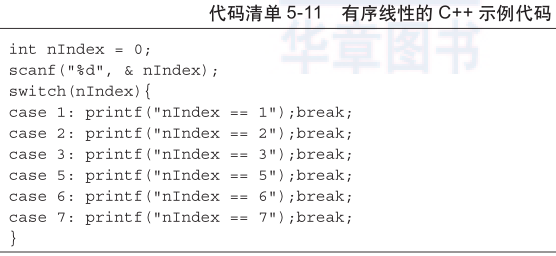 代码清单 5-11 有序线性的 C++ 示例代码
华章图书
int nIndex = 0;
scanf("%d", & nIndex);
switch(nIndex){
case 1: printf("nIndex == 1");break;
case 2: printf("nIndex == 2");break;
case 3: printf("nIndex == 3");break;
case 5: printf("nIndex == 5");break;
case 6: printf("nIndex == 6");break;
case 7: printf("nIndex == 7");break;
}